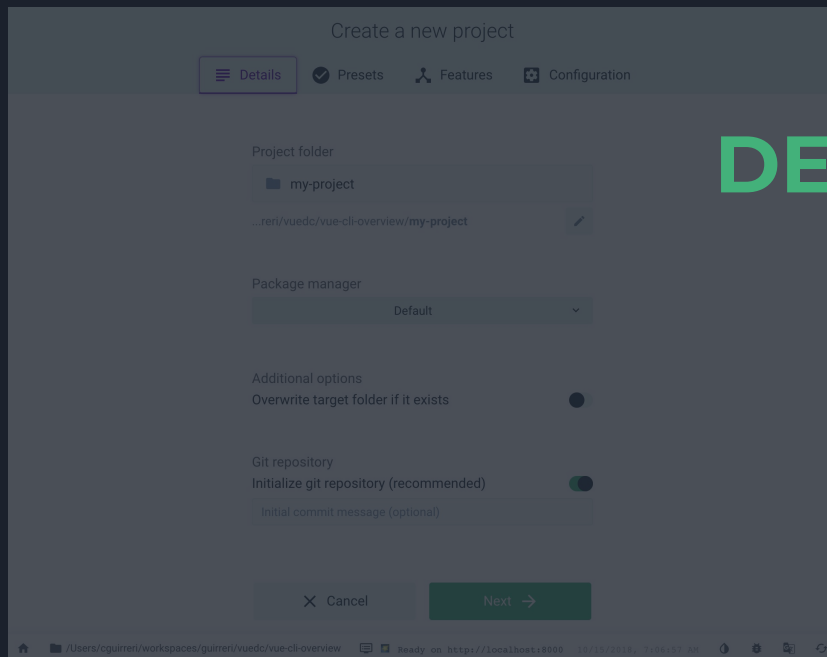 Create a new project
Details Presets Features Configuration
DE
Project folder
my-project
...reri/vuedc/vue-cli-overview/my-project
Package manager
Default
Additional options
Overwrite target folder if it exists
Git repository
Initialize git repository (recommended)
Initial commit message (optional)
Cancel Next
/Users/cguirreri/workspaces/guirreri/vuedc/vue-cli-overview Ready on http://localhost:8000